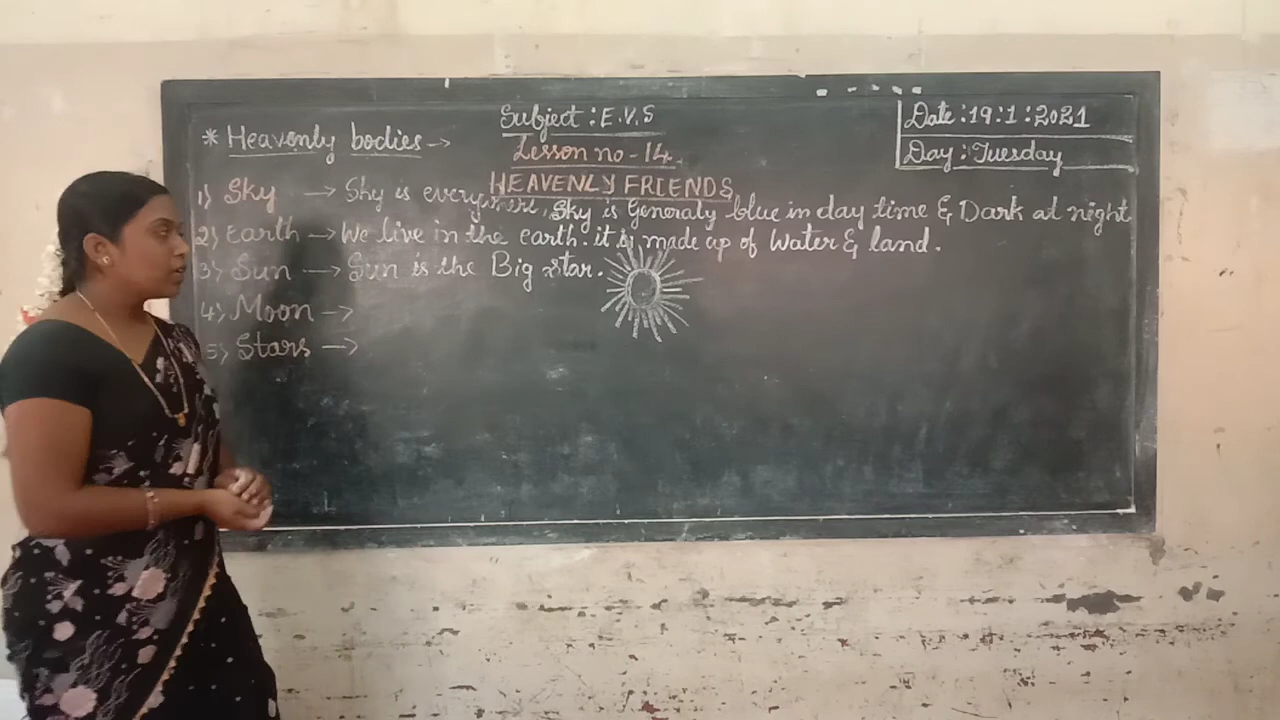 Subject : E.V.S
Date : 19 : 1 : 2021
* Heavenly bodies →
Lesson no - 14.
Day : Tuesday
HEAVENLY FRIENDS
1) Sky → Sky is everywhere, Sky is Generaly blue in day time & Dark at night
2) Earth → We live in the earth. it is made up of Water & land.
3) Sun → Sun is the Big star.
4) Moon →
5) Stars →